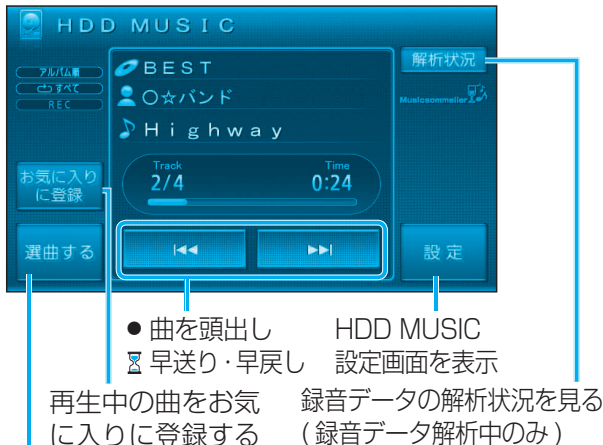 HDD MUSIC
アルバム順
すべて
REC
BEST
○☆バンド
Highway
解析状況
Musicsommelier
お気に入り
に登録
Track
2/4
Time
0:24
選曲する
設定
● 曲を頭出し
早送り・早戻し
HDD MUSIC
設定画面を表示
再生中の曲をお気
に入りに登録する
録音データの解析状況を見る
(録音データ解析中のみ)